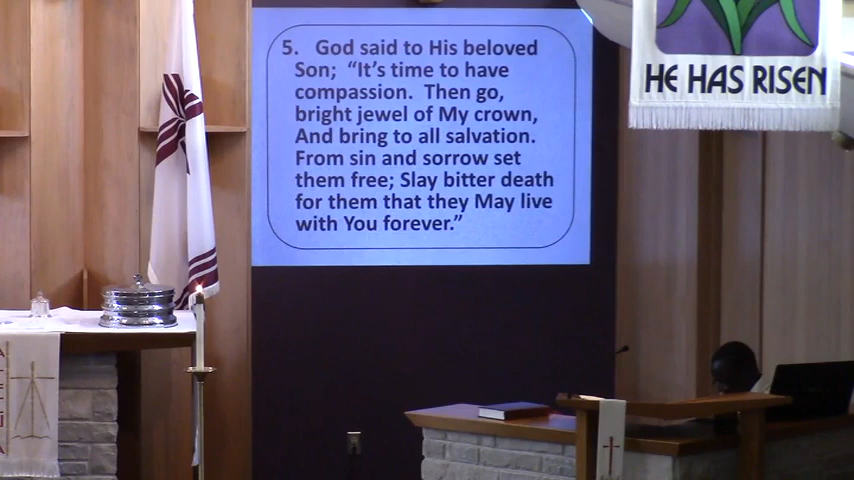 5. God said to His beloved
Son; “It’s time to have
compassion. Then go,
bright jewel of My crown,
And bring to all salvation.
From sin and sorrow set
them free; Slay bitter death
for them that they May live
with You forever.”
HE HAS RISEN